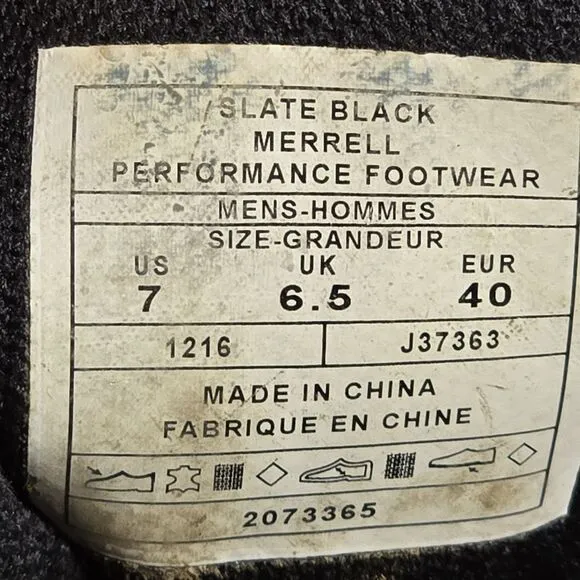 SLATE BLACK
MERRELL
PERFORMANCE FOOTWEAR
MENS-HOMMES
SIZE-GRANDEUR
US UK EUR
7 6.5 40
1216 J37363
MADE IN CHINA
FABRIQUE EN CHINE
2073365